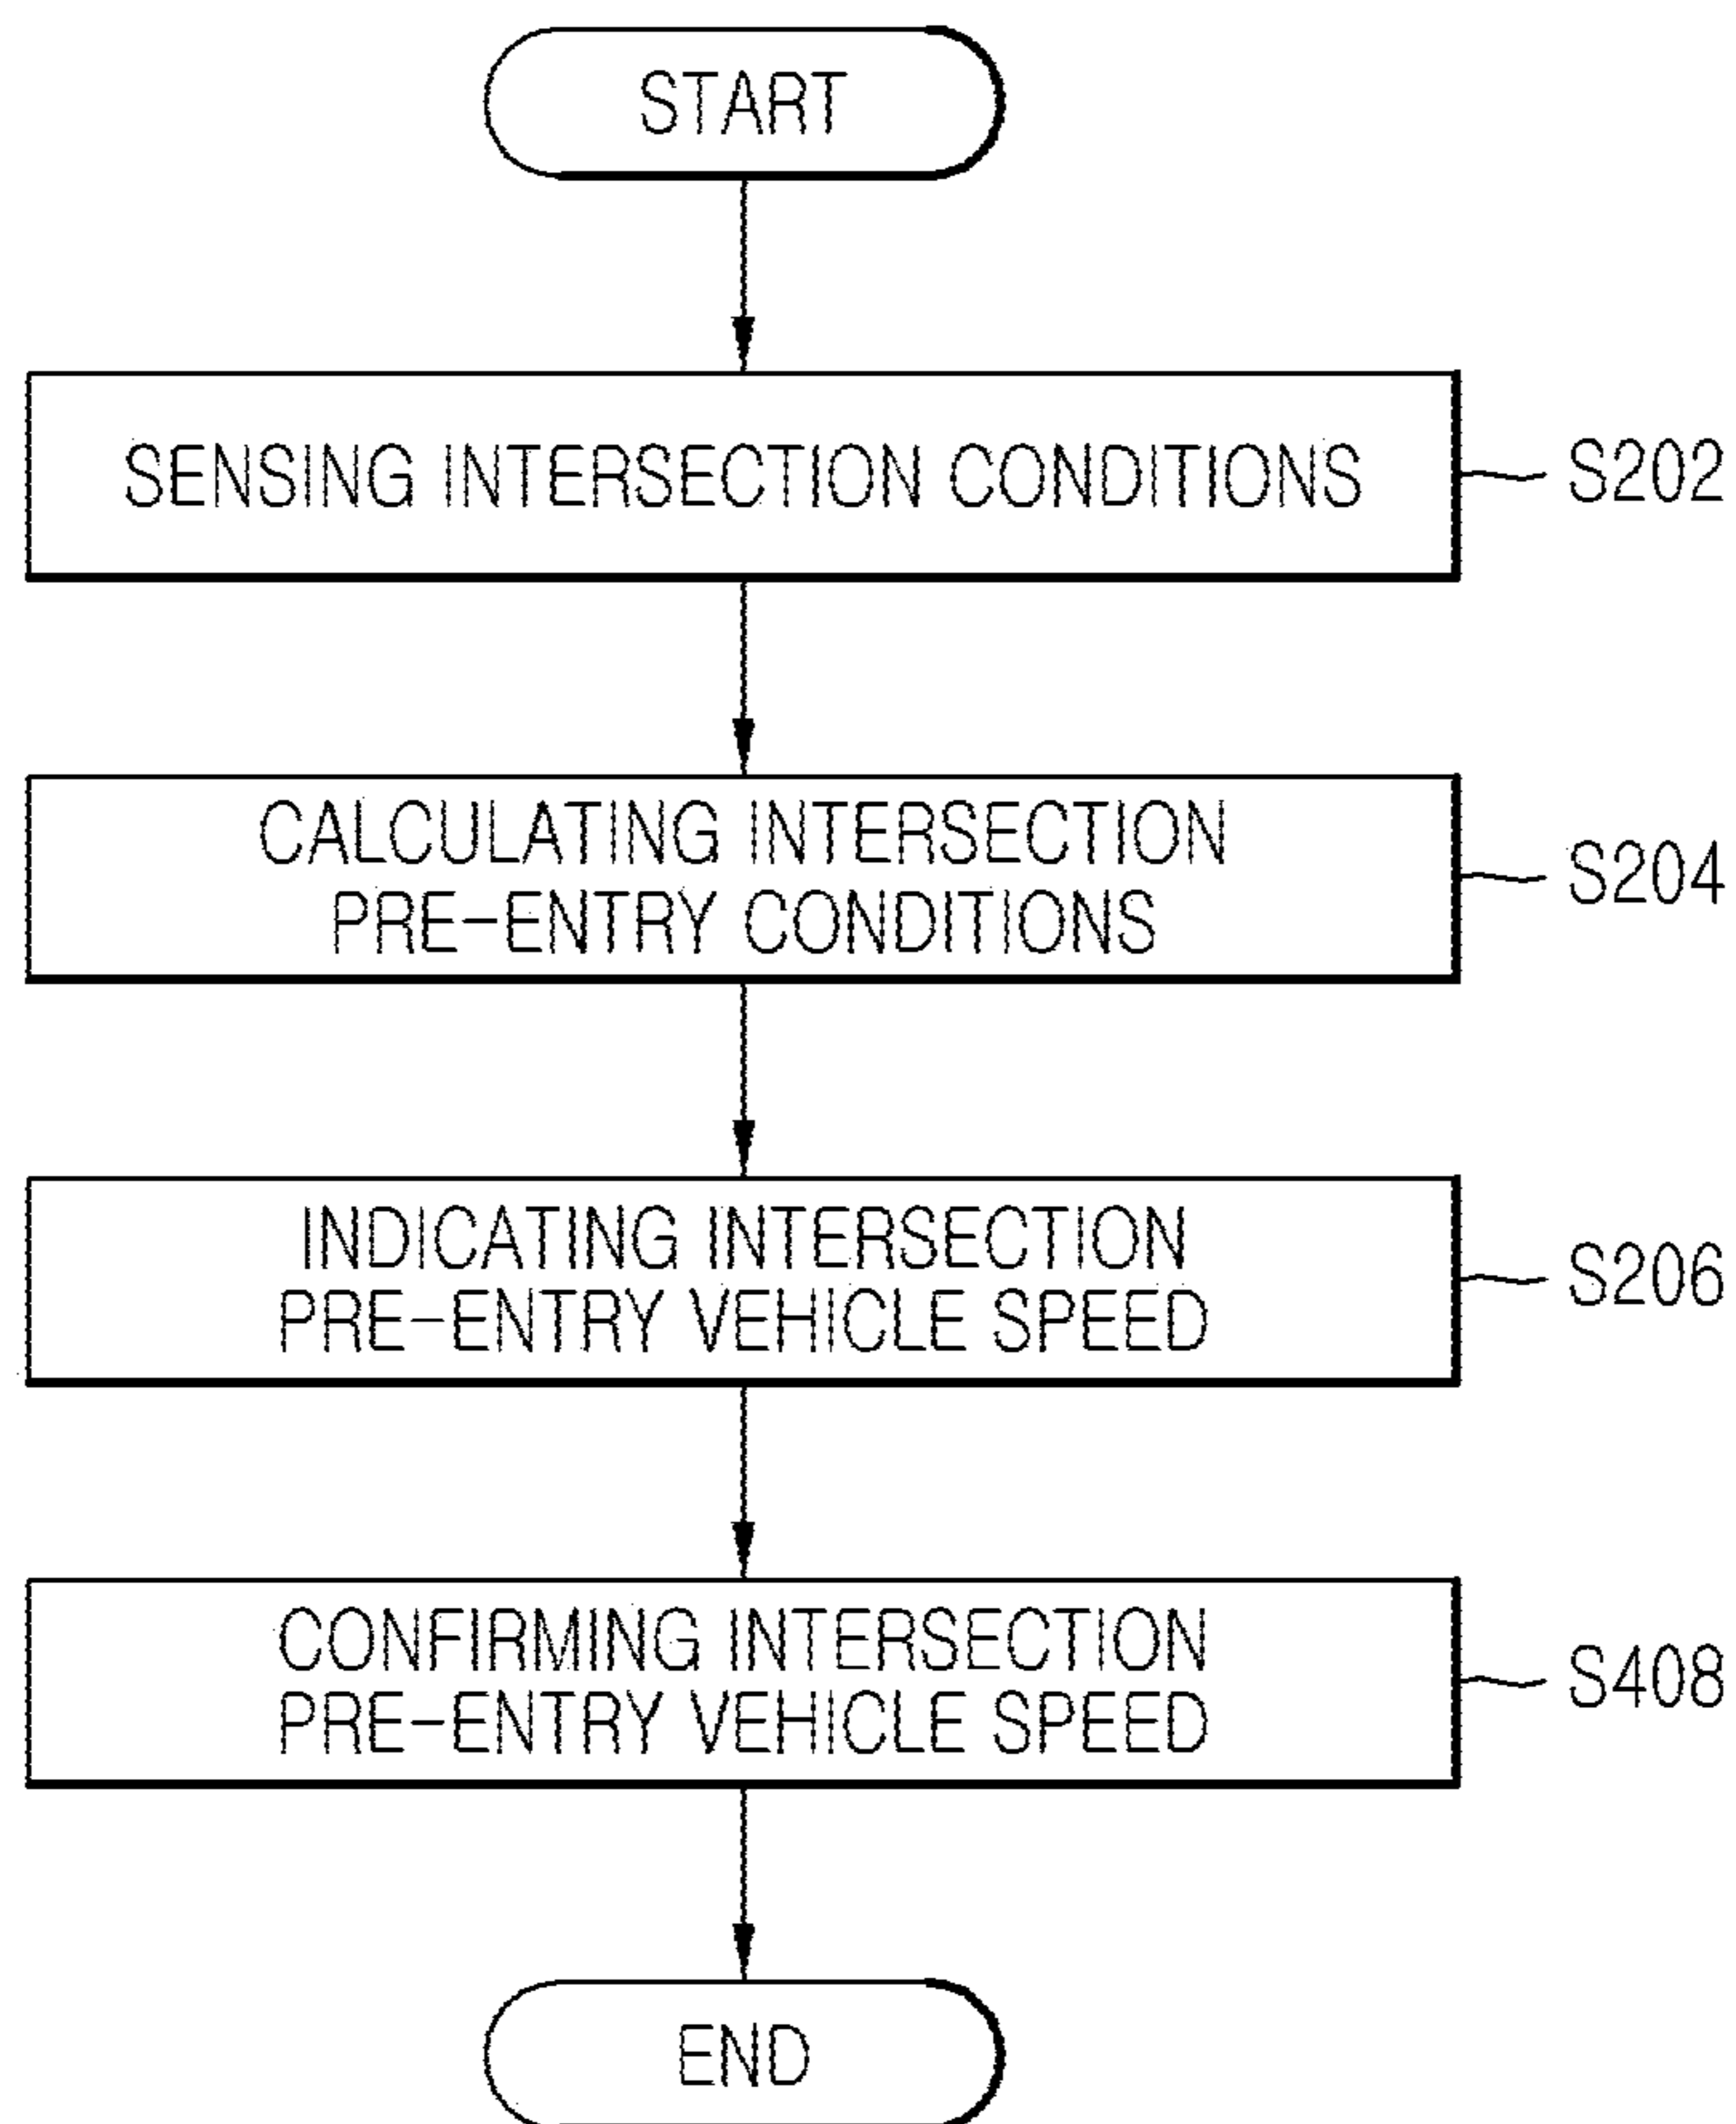 START
SENSING INTERSECTION CONDITIONS
S202
CALCULATING INTERSECTION
PRE-ENTRY CONDITIONS
S204
INDICATING INTERSECTION
PRE-ENTRY VEHICLE SPEED
S206
CONFIRMING INTERSECTION
PRE-ENTRY VEHICLE SPEED
S408
END